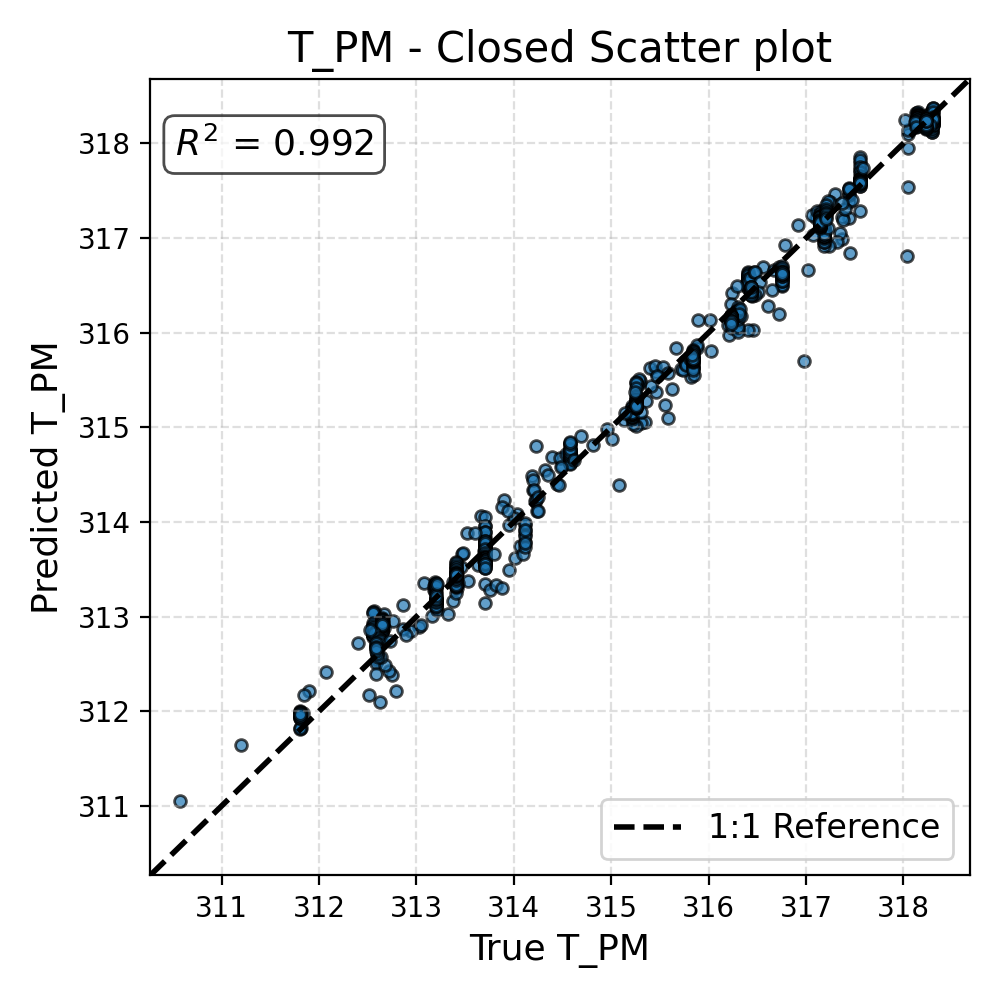 T_PM - Closed Scatter plot
R² = 0.992
318
317
316
315
314
313
312
311
Predicted T_PM
1:1 Reference
311 312 313 314 315 316 317 318
True T_PM